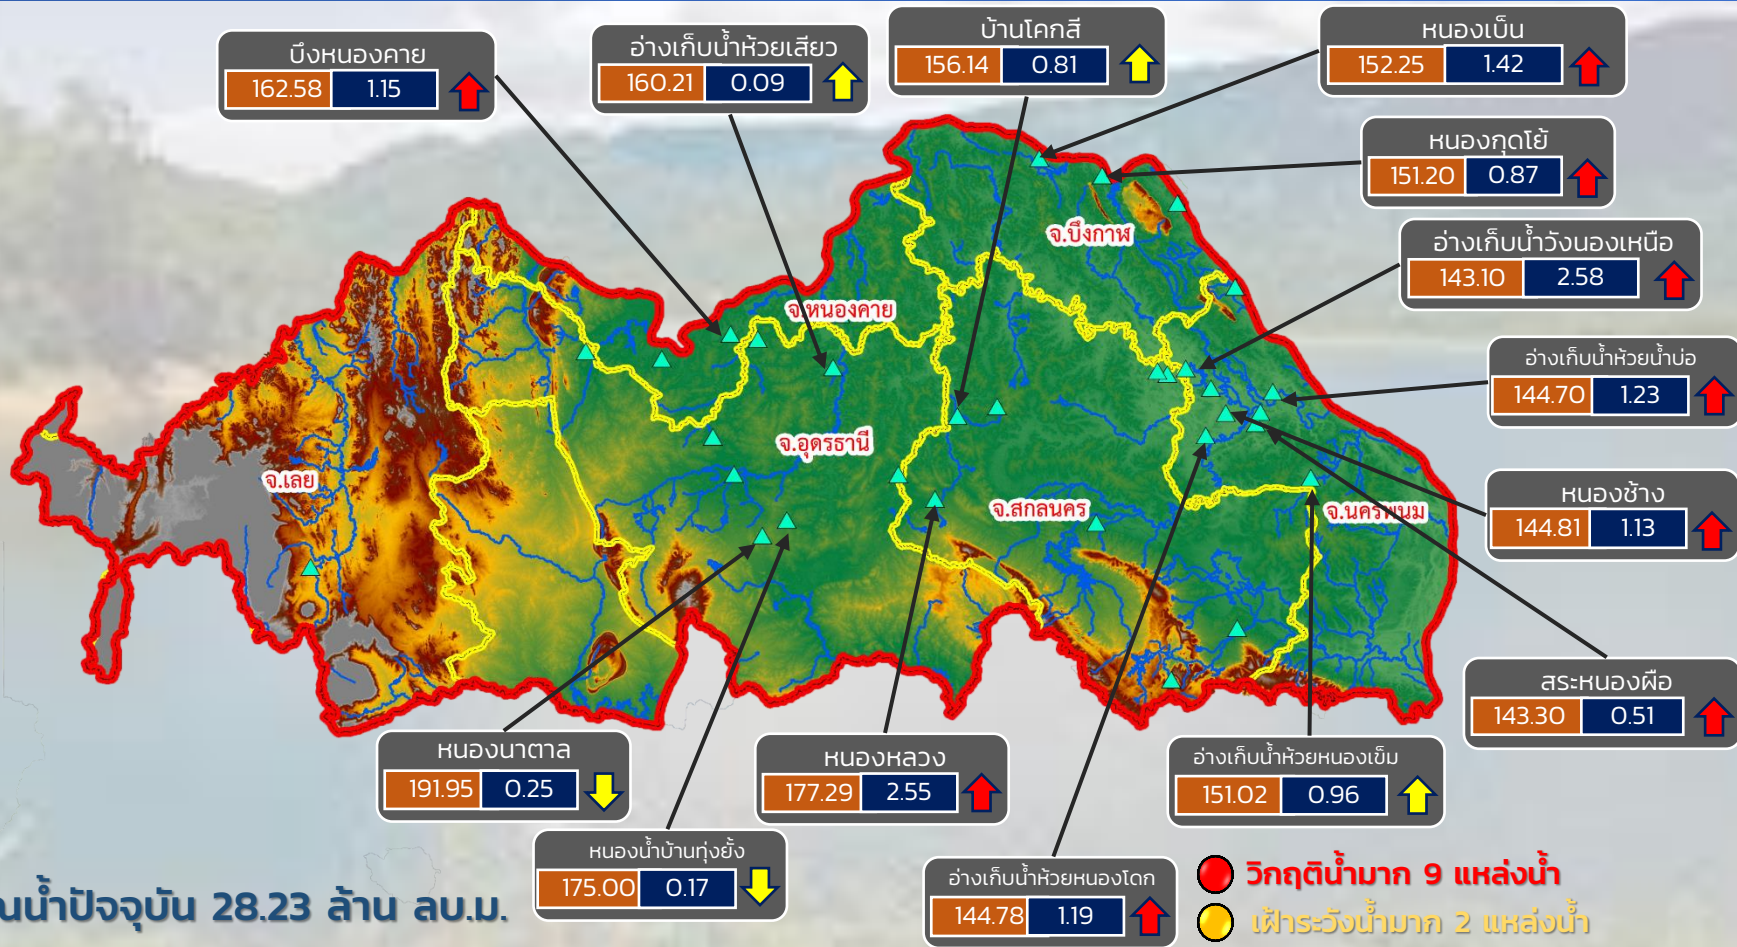 บึงหนองคาย
162.58 1.15
อ่างเก็บน้ำห้วยเสียว
160.21 0.09
บ้านโคกสี
156.14 0.81
หนองเบ็น
152.25 1.42
หนองกุดโย้
151.20 0.87
อ่างเก็บน้ำวังนองเหนือ
143.10 2.58
อ่างเก็บน้ำห้วยน้ำบ่อ
144.70 1.23
หนองช้าง
144.81 1.13
สระหนองผือ
143.30 0.51
จ.บึงกาฬ
จ.หนองคาย
จ.อุดรธานี
จ.เลย
จ.สกลนคร
จ.นครพนม
หนองนาตาล
191.95 0.25
หนองน้ำบ้านทุ่งยั้ง
175.00 0.17
หนองหลวง
177.29 2.55
อ่างเก็บน้ำห้วยหนองโดก
144.78 1.19
อ่างเก็บน้ำห้วยหนองเข็ม
151.02 0.96
ณน้ำปัจจุบัน 28.23 ล้าน ลบ.ม.
วิกฤติน้ำมาก 9 แหล่งน้ำ
เฝ้าระวังน้ำมาก 2 แหล่งน้ำ